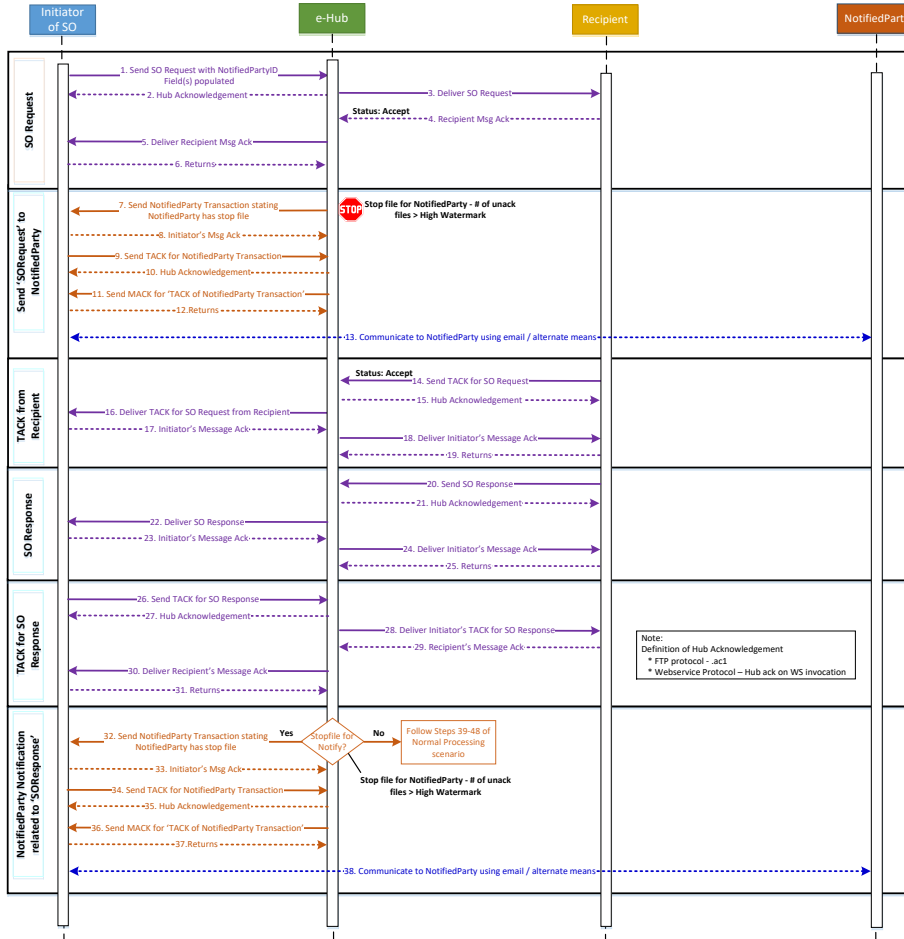 Initiator
of SO
e-Hub
Recipient
NotifiedParty
SO Request
1. Send SO Request with NotifiedPartyID
Field(s) populated
2. Hub Acknowledgement
3. Deliver SO Request
Status: Accept
4. Recipient Msg Ack
5. Deliver Recipient Msg Ack
6. Returns
Send 'SORequest' to
NotifiedParty
7. Send NotifiedParty Transaction stating
NotifiedParty has stop file
STOP
Stop file for NotifiedParty - # of unack
files > High Watermark
8. Initiator's Msg Ack
9. Send TACK for NotifiedParty Transaction
10. Hub Acknowledgement
11. Send MACK for 'TACK of NotifiedParty Transaction'
12.Returns
13. Communicate to NotifiedParty using email / alternate means
TACK from
Recipient
Status: Accept
14. Send TACK for SO Request
15. Hub Acknowledgement
16. Deliver TACK for SO Request from Recipient
17. Initiator's Message Ack
18. Deliver Initiator's Message Ack
19. Returns
SO Response
20. Send SO Response
21. Hub Acknowledgement
22. Deliver SO Response
23. Initiator's Message Ack
24. Deliver Initiator's Message Ack
25. Returns
TACK for SO
Response
26. Send TACK for SO Response
27. Hub Acknowledgement
28. Deliver Initiator's TACK for SO Response
29. Recipient's Message Ack
30. Deliver Recipient's Message Ack
31. Returns
Note:
Definition of Hub Acknowledgement
* FTP protocol - .ac1
* Webservice Protocol – Hub ack on WS invocation
NotifiedParty Notification
related to 'SOResponse'
32. Send NotifiedParty Transaction stating
NotifiedParty has stop file
Yes
Stopfile for
Notify?
No
Follow Steps 39-48 of
Normal Processing
scenario
Stop file for NotifiedParty - # of unack
files > High Watermark
33. Initiator's Msg Ack
34. Send TACK for NotifiedParty Transaction
35. Hub Acknowledgement
36. Send MACK for 'TACK of NotifiedParty Transaction'
37.Returns
38. Communicate to NotifiedParty using email / alternate means